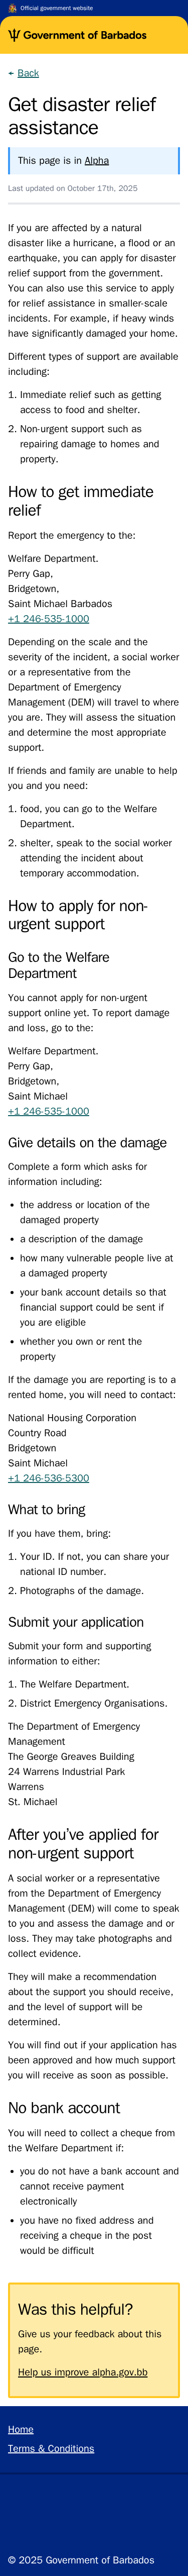 Official government website
Government of Barbados
← Back
Get disaster relief
assistance
This page is in Alpha
Last updated on October 17th, 2025
If you are affected by a natural
disaster like a hurricane, a flood or an
earthquake, you can apply for disaster
relief support from the government.
You can also use this service to apply
for relief assistance in smaller-scale
incidents. For example, if heavy winds
have significantly damaged your home.
Different types of support are available
including:
1. Immediate relief such as getting
access to food and shelter.
2. Non-urgent support such as
repairing damage to homes and
property.
How to get immediate
relief
Report the emergency to the:
Welfare Department.
Perry Gap,
Bridgetown,
Saint Michael Barbados
+1 246-535-1000
Depending on the scale and the
severity of the incident, a social worker
or a representative from the
Department of Emergency
Management (DEM) will travel to where
you are. They will assess the situation
and determine the most appropriate
support.
If friends and family are unable to help
you and you need:
1. food, you can go to the Welfare
Department.
2. shelter, speak to the social worker
attending the incident about
temporary accommodation.
How to apply for non-
urgent support
Go to the Welfare
Department
You cannot apply for non-urgent
support online yet. To report damage
and loss, go to the:
Welfare Department.
Perry Gap,
Bridgetown,
Saint Michael
+1 246-535-1000
Give details on the damage
Complete a form which asks for
information including:
• the address or location of the
damaged property
• a description of the damage
• how many vulnerable people live at
a damaged property
• your bank account details so that
financial support could be sent if
you are eligible
• whether you own or rent the
property
If the damage you are reporting is to a
rented home, you will need to contact:
National Housing Corporation
Country Road
Bridgetown
Saint Michael
+1 246-536-5300
What to bring
If you have them, bring:
1. Your ID. If not, you can share your
national ID number.
2. Photographs of the damage.
Submit your application
Submit your form and supporting
information to either:
1. The Welfare Department.
2. District Emergency Organisations.
The Department of Emergency
Management
The George Greaves Building
24 Warrens Industrial Park
Warrens
St. Michael
After you’ve applied for
non-urgent support
A social worker or a representative
from the Department of Emergency
Management (DEM) will come to speak
to you and assess the damage or
loss. They may take photographs and
collect evidence.
They will make a recommendation
about the support you should receive,
and the level of support will be
determined.
You will find out if your application has
been approved and how much support
you will receive as soon as possible.
No bank account
You will need to collect a cheque from
the Welfare Department if:
• you do not have a bank account and
cannot receive payment
electronically
• you have no fixed address and
receiving a cheque in the post
would be difficult
Was this helpful?
Give us your feedback about this
page.
Help us improve alpha.gov.bb
Home
Terms & Conditions
© 2025 Government of Barbados